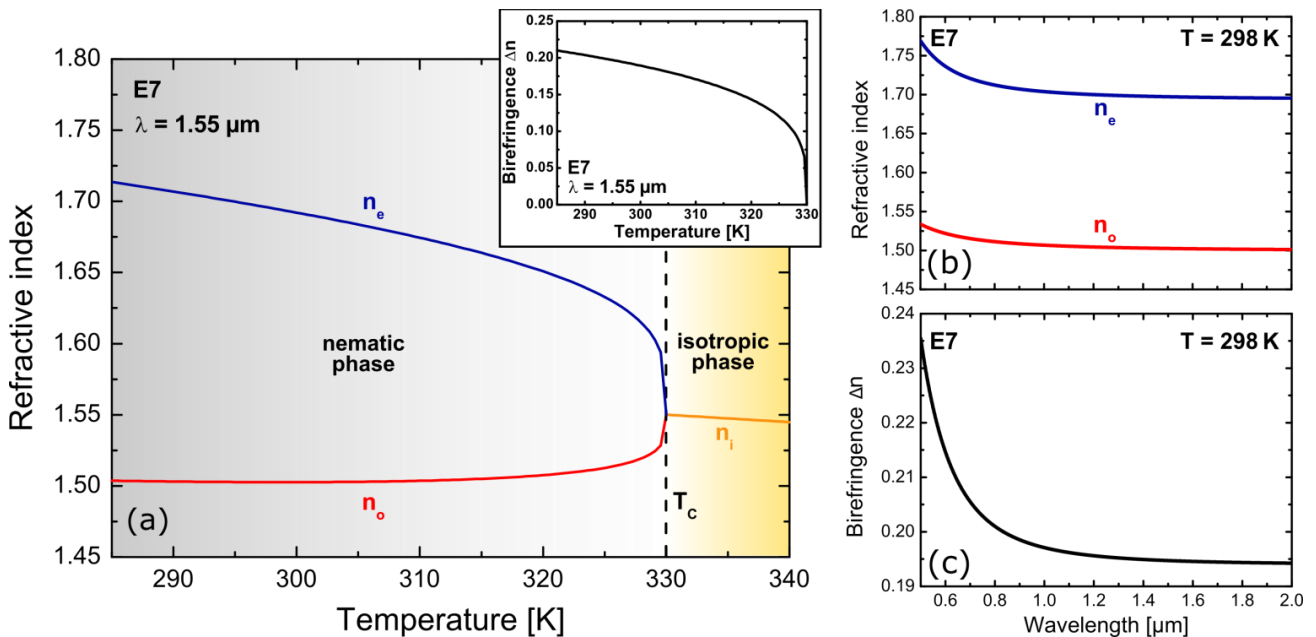 1.80
1.75
1.70
1.65
1.60
1.55
1.50
1.45
Refractive index
E7
λ = 1.55 µm
n_e
nematic
phase
isotropic
phase
n_i
n_o
T_C
(a)
290
300
310
320
330
340
Temperature [K]
0.25
0.20
0.15
0.10
0.05
0.00
Birefringence Δn
E7
λ = 1.55 µm
290
300
310
320
330
Temperature [K]
1.80
1.75
1.70
1.65
1.60
1.55
1.50
1.45
Refractive index
E7
T = 298 K
n_e
n_o
(b)
0.24
0.23
0.22
0.21
0.20
0.19
Birefringence Δn
E7
T = 298 K
(c)
0.6
0.8
1.0
1.2
1.4
1.6
1.8
2.0
Wavelength [µm]